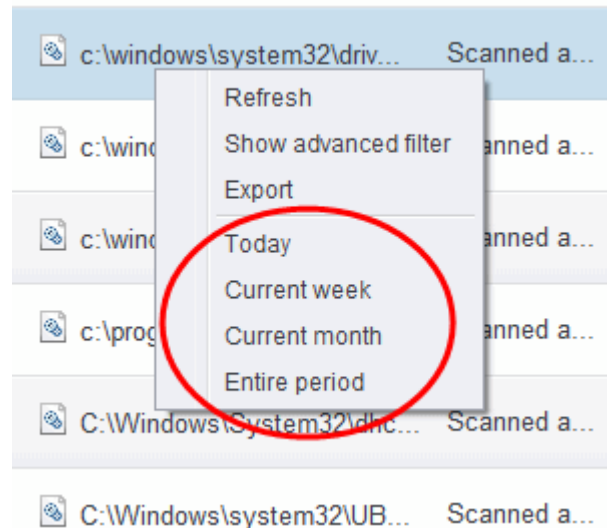 c:\windows\system32\driv... Scanned a...
Refresh
Show advanced filter
c:\wind anned a...
Export
c:\wind anned a...
Today
Current week
c:\prog Current month anned a...
Entire period
C:\Windows\System32\dhc... Scanned a...
C:\Windows\system32\UB... Scanned a...